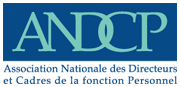 ANDCP
Association Nationale des Directeurs
et Cadres de la fonction Personnel